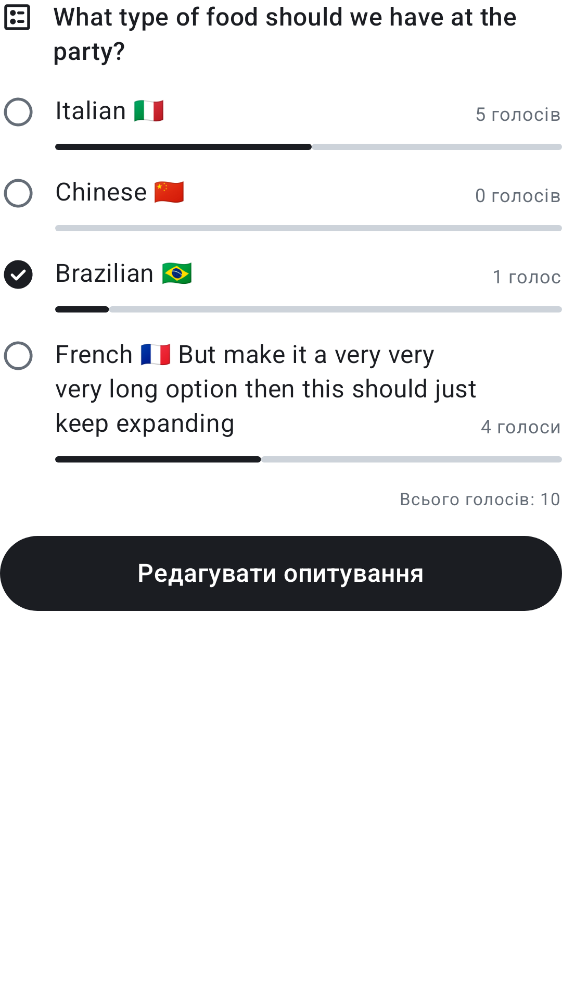 What type of food should we have at the
party?
Italian 🇮🇹
5 голосів
Chinese 🇨🇳
0 голосів
Brazilian 🇧🇷
1 голос
French 🇫🇷 But make it a very very
very long option then this should just
keep expanding
4 голоси
Всього голосів: 10
Редагувати опитування